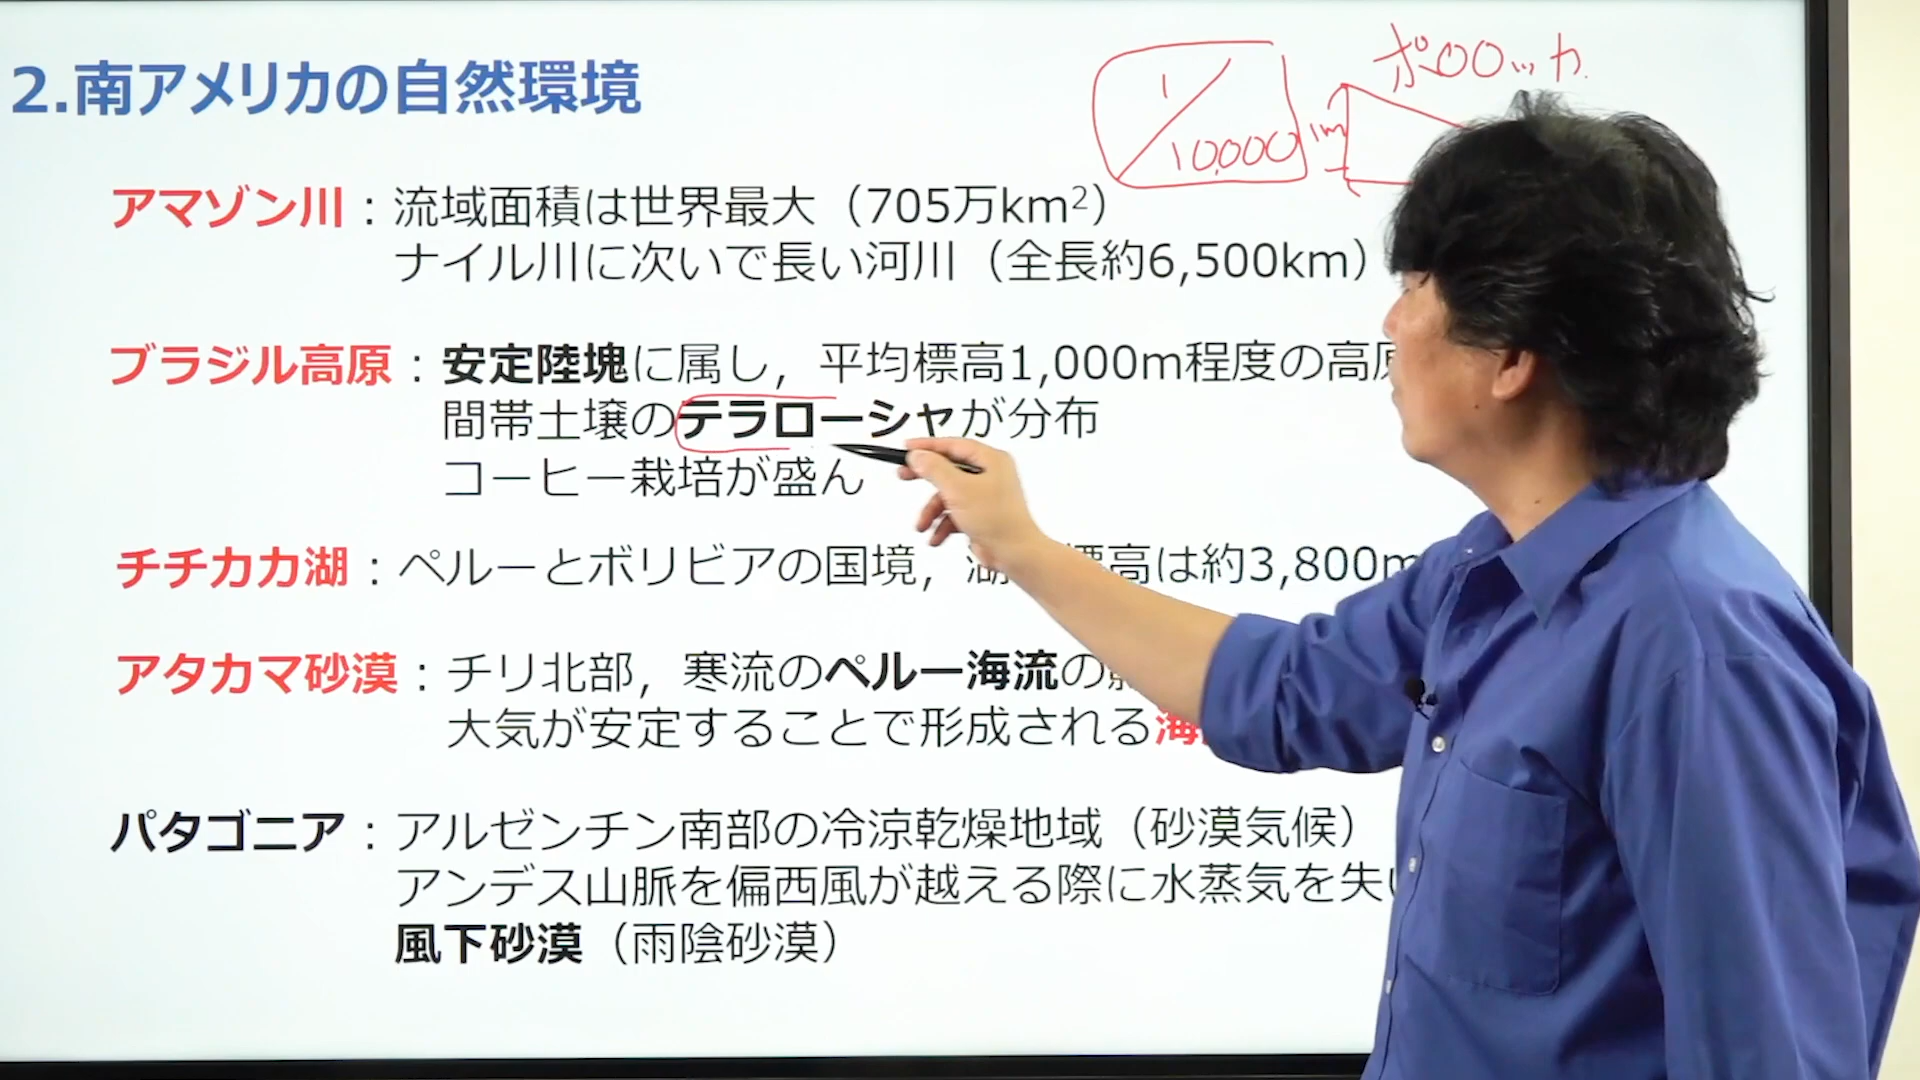 2.南アメリカの自然環境
1/10,000
1m
ポロロッカ
アマゾン川：流域面積は世界最大（705万km²）
ナイル川に次いで長い河川（全長約6,500km）
ブラジル高原：安定陸塊に属し，平均標高1,000m程度の高原
間帯土壌のテラローシャが分布
コーヒー栽培が盛ん
チチカカ湖：ペルーとボリビアの国境，湖 標高は約3,800m
アタカマ砂漠：チリ北部，寒流のペルー海流の
大気が安定することで形成される海
パタゴニア：アルゼンチン南部の冷涼乾燥地域（砂漠気候）
アンデス山脈を偏西風が越える際に水蒸気を失い
風下砂漠（雨陰砂漠）